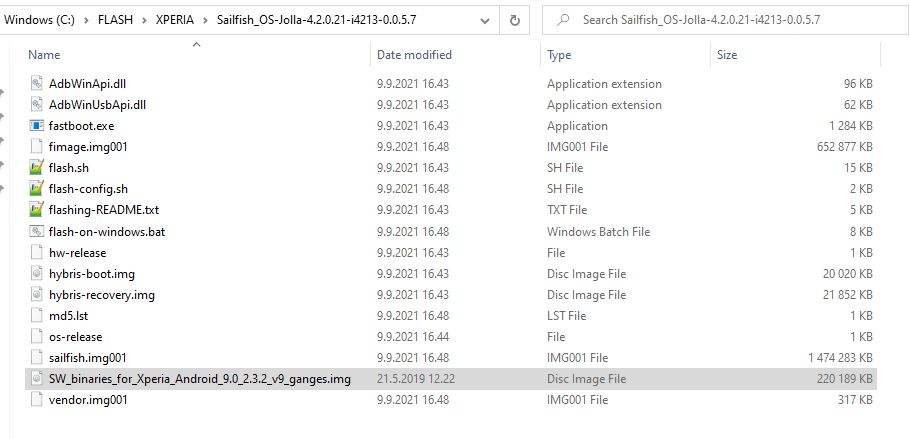 Windows (C:) > FLASH > XPERIA > Sailfish_OS-Jolla-4.2.0.21-i4213-0.0.5.7
Search Sailfish_OS-Jolla-4.2.0.21-i4213-0.0.5.7
Name Date modified Type Size
AdbWinApi.dll 9.9.2021 16.43 Application extension 96 KB
AdbWinUsbApi.dll 9.9.2021 16.43 Application extension 62 KB
fastboot.exe 9.9.2021 16.43 Application 1 284 KB
fimage.img001 9.9.2021 16.48 IMG001 File 652 877 KB
flash.sh 9.9.2021 16.43 SH File 15 KB
flash-config.sh 9.9.2021 16.48 SH File 2 KB
flashing-README.txt 9.9.2021 16.43 TXT File 5 KB
flash-on-windows.bat 9.9.2021 16.48 Windows Batch File 8 KB
hw-release 9.9.2021 16.43 File 1 KB
hybris-boot.img 9.9.2021 16.43 Disc Image File 20 020 KB
hybris-recovery.img 9.9.2021 16.43 Disc Image File 21 852 KB
md5.lst 9.9.2021 16.48 LST File 1 KB
os-release 9.9.2021 16.44 File 1 KB
sailfish.img001 9.9.2021 16.48 IMG001 File 1 474 283 KB
SW_binaries_for_Xperia_Android_9.0_2.3.2_v9_ganges.img 21.5.2019 12.22 Disc Image File 220 189 KB
vendor.img001 9.9.2021 16.48 IMG001 File 317 KB